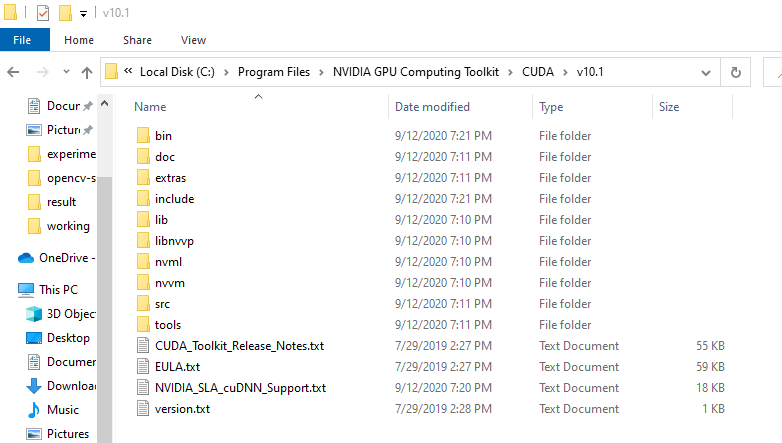 v10.1
File Home Share View
« Local Disk (C:) › Program Files › NVIDIA GPU Computing Toolkit › CUDA › v10.1
Name Date modified Type Size
Docum
Pictures
experime
opencv-s
result
working
OneDrive -
This PC
3D Object
Desktop
Document
Download
Music
Pictures
bin 9/12/2020 7:21 PM File folder
doc 9/12/2020 7:11 PM File folder
extras 9/12/2020 7:11 PM File folder
include 9/12/2020 7:21 PM File folder
lib 9/12/2020 7:10 PM File folder
libnvvp 9/12/2020 7:10 PM File folder
nvml 9/12/2020 7:10 PM File folder
nvvm 9/12/2020 7:10 PM File folder
src 9/12/2020 7:11 PM File folder
tools 9/12/2020 7:11 PM File folder
CUDA_Toolkit_Release_Notes.txt 7/29/2019 2:27 PM Text Document 55 KB
EULA.txt 7/29/2019 2:27 PM Text Document 59 KB
NVIDIA_SLA_cuDNN_Support.txt 9/12/2020 7:20 PM Text Document 18 KB
version.txt 7/29/2019 2:28 PM Text Document 1 KB